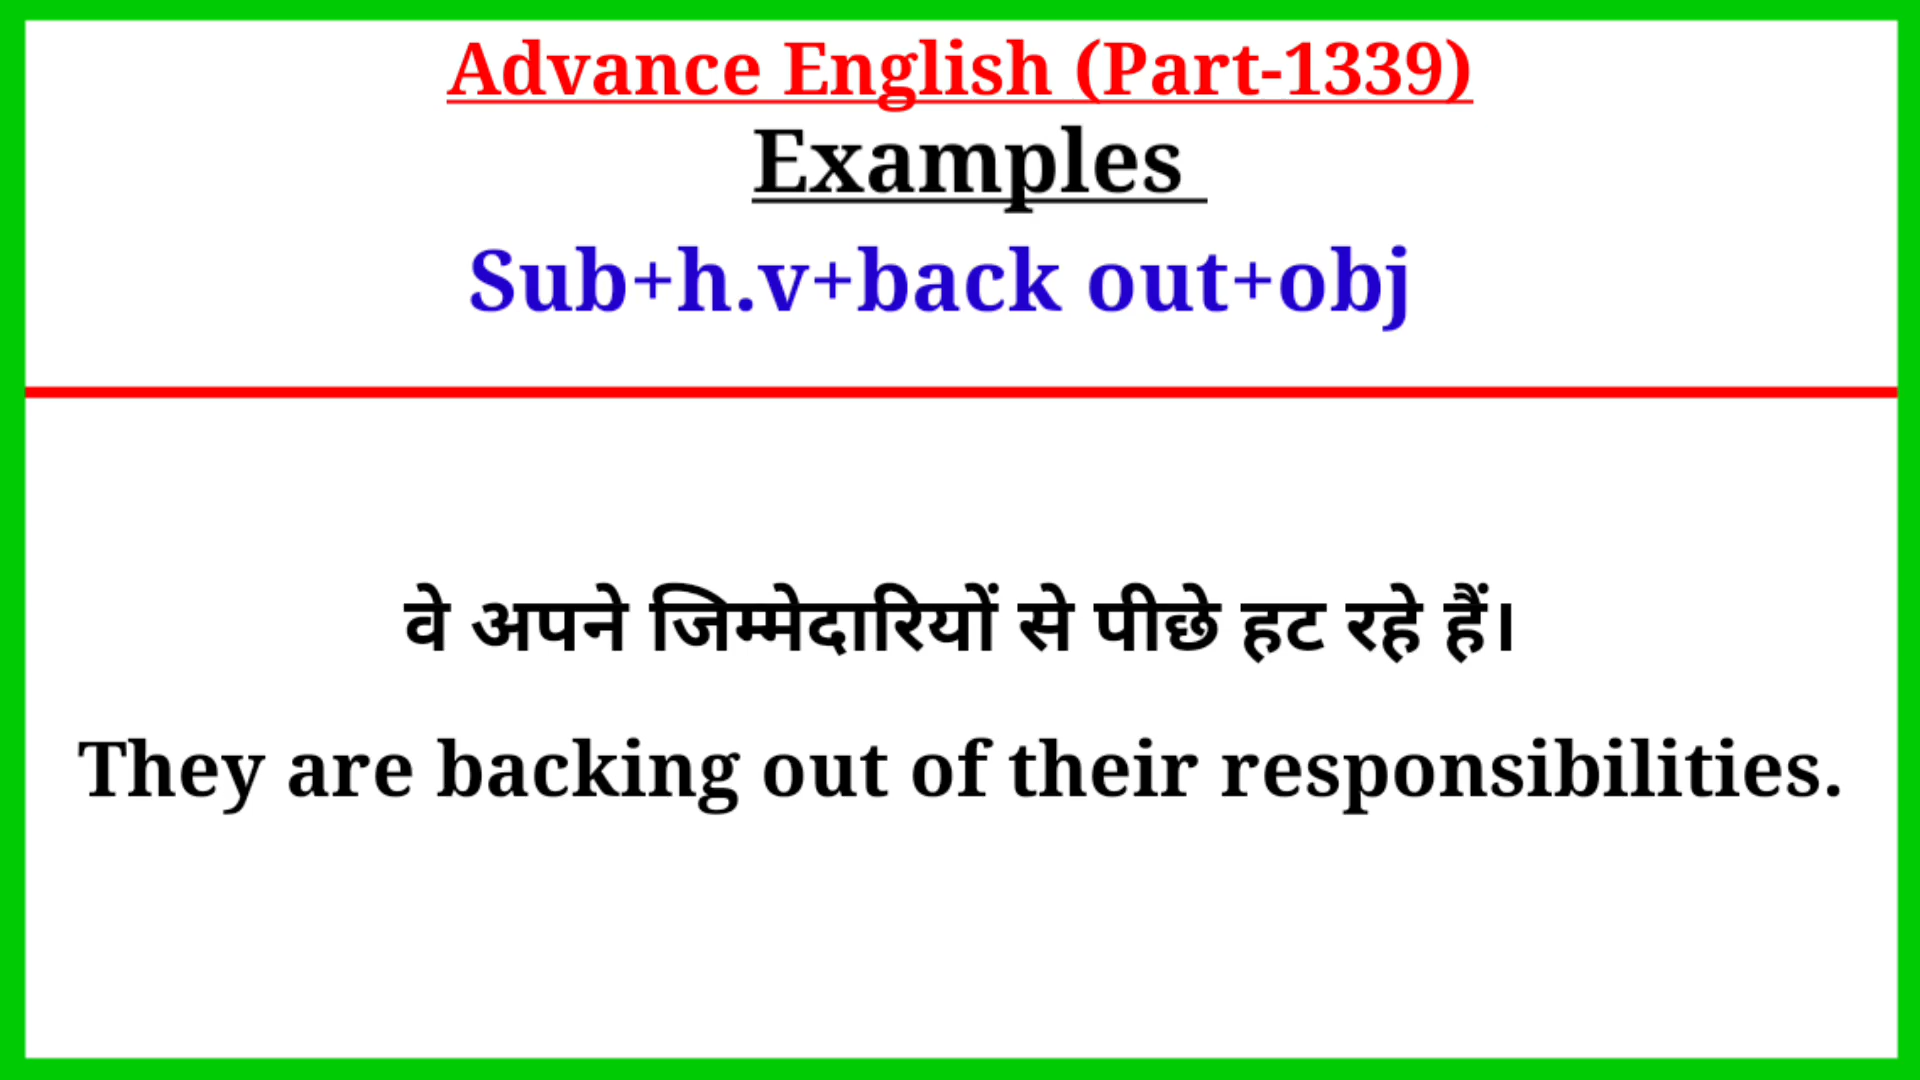 Advance English (Part-1339)
Examples
Sub+h.v+back out+obj
वे अपने जिम्मेदारियों से पीछे हट रहे हैं।
They are backing out of their responsibilities.